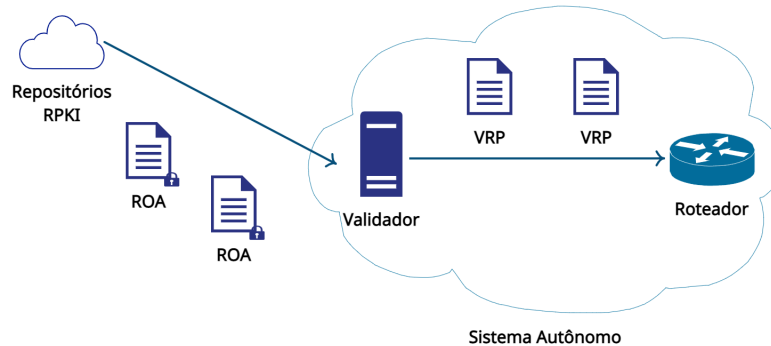 Repositórios
RPKI
ROA
ROA
Validador
VRP
VRP
Roteador
Sistema Autônomo